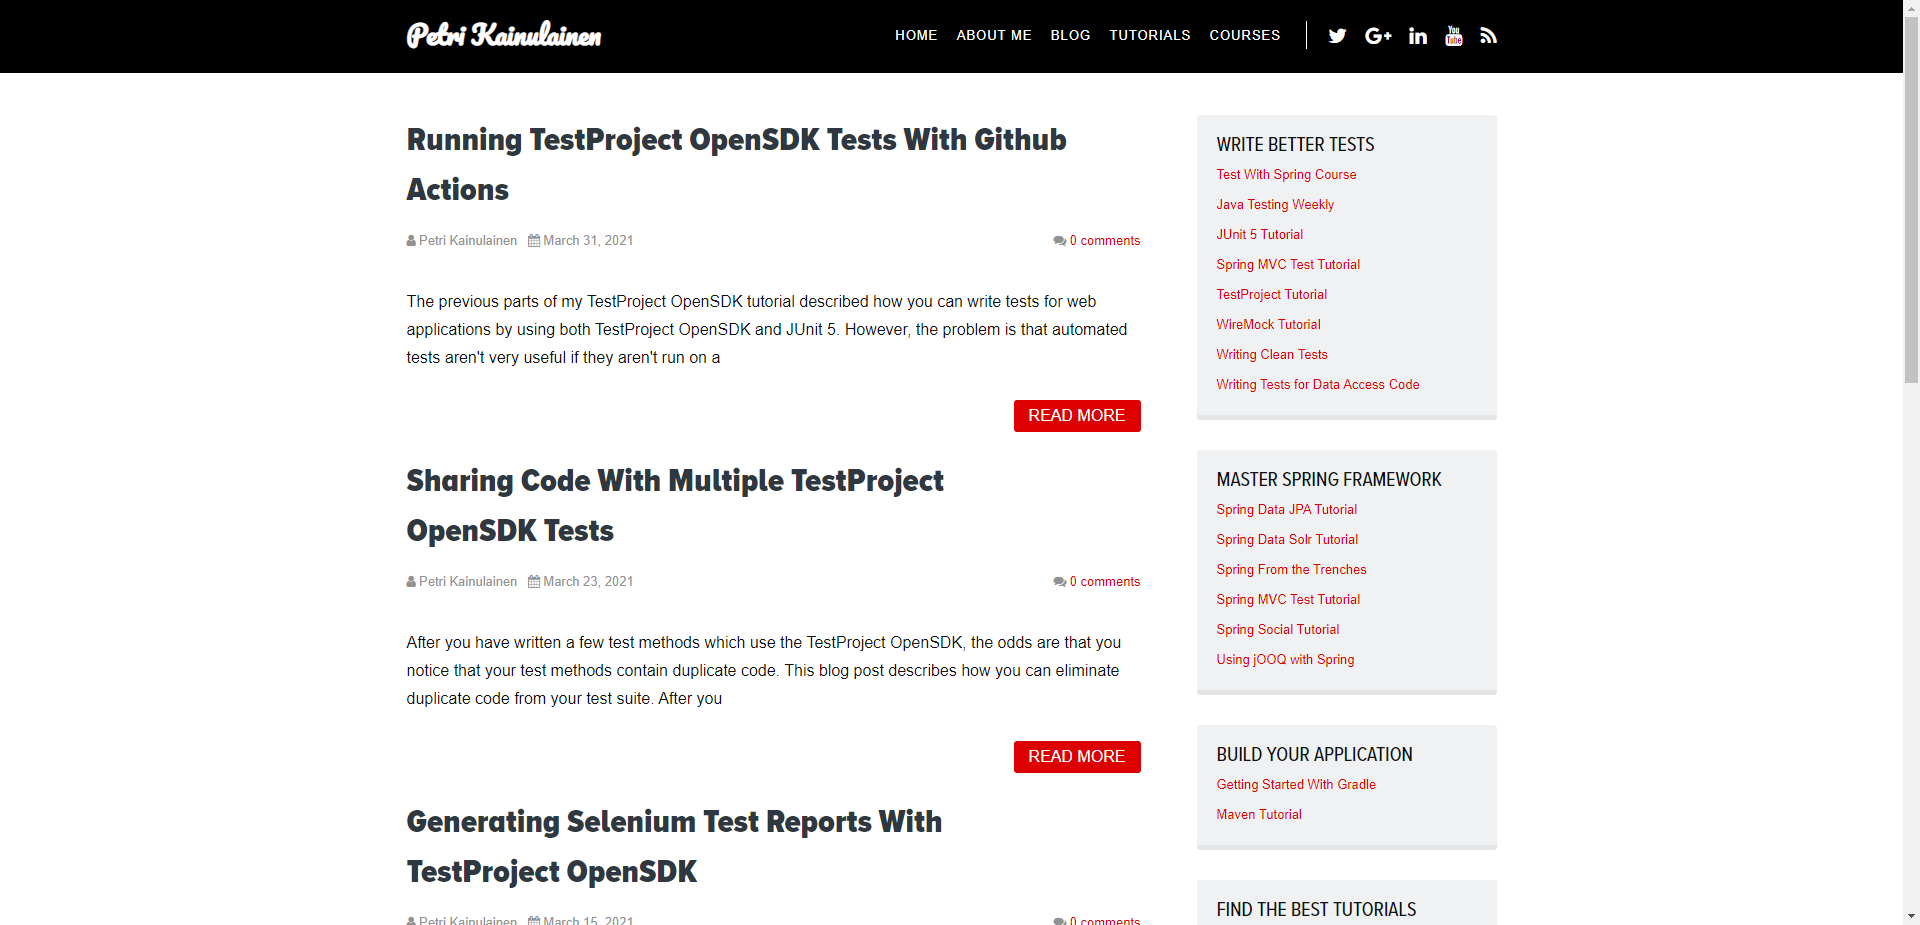 Petri Kainulainen
HOME ABOUT ME BLOG TUTORIALS COURSES
Running TestProject OpenSDK Tests With Github
Actions
Petri Kainulainen March 31, 2021 0 comments
The previous parts of my TestProject OpenSDK tutorial described how you can write tests for web
applications by using both TestProject OpenSDK and JUnit 5. However, the problem is that automated
tests aren't very useful if they aren't run on a
READ MORE
Sharing Code With Multiple TestProject
OpenSDK Tests
Petri Kainulainen March 23, 2021 0 comments
After you have written a few test methods which use the TestProject OpenSDK, the odds are that you
notice that your test methods contain duplicate code. This blog post describes how you can eliminate
duplicate code from your test suite. After you
READ MORE
Generating Selenium Test Reports With
TestProject OpenSDK
Petri Kainulainen March 15, 2021 0 comments
WRITE BETTER TESTS
Test With Spring Course
Java Testing Weekly
JUnit 5 Tutorial
Spring MVC Test Tutorial
TestProject Tutorial
WireMock Tutorial
Writing Clean Tests
Writing Tests for Data Access Code
MASTER SPRING FRAMEWORK
Spring Data JPA Tutorial
Spring Data Solr Tutorial
Spring From the Trenches
Spring MVC Test Tutorial
Spring Social Tutorial
Using jOOQ with Spring
BUILD YOUR APPLICATION
Getting Started With Gradle
Maven Tutorial
FIND THE BEST TUTORIALS